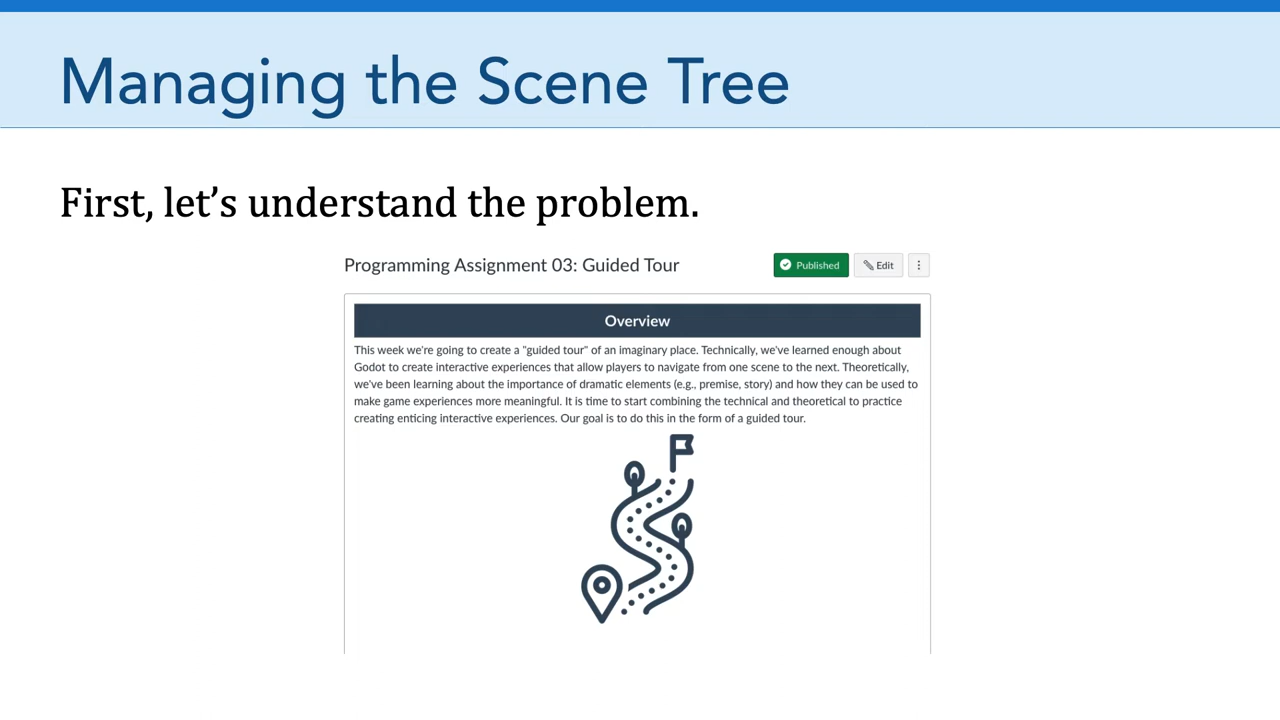 Managing the Scene Tree
First, let’s understand the problem.
Programming Assignment 03: Guided Tour
Published
Edit
Overview
This week we're going to create a "guided tour" of an imaginary place. Technically, we've learned enough about
Godot to create interactive experiences that allow players to navigate from one scene to the next. Theoretically,
we've been learning about the importance of dramatic elements (e.g., premise, story) and how they can be used to
make game experiences more meaningful. It is time to start combining the technical and theoretical to practice
creating enticing interactive experiences. Our goal is to do this in the form of a guided tour.